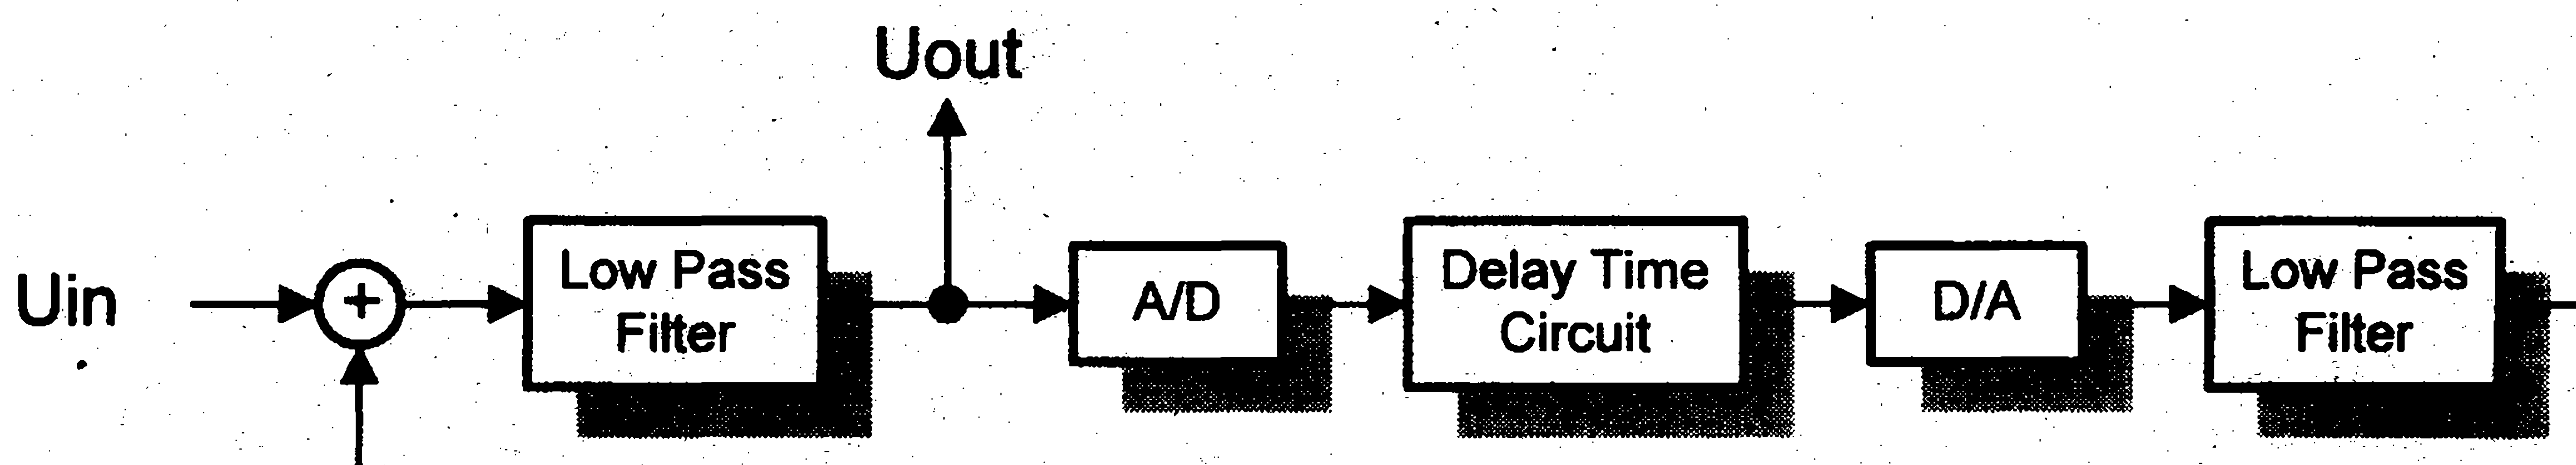 Uout
Uin
+
Low Pass
Filter
A/D
Delay Time
Circuit
D/A
Low Pass
Filter